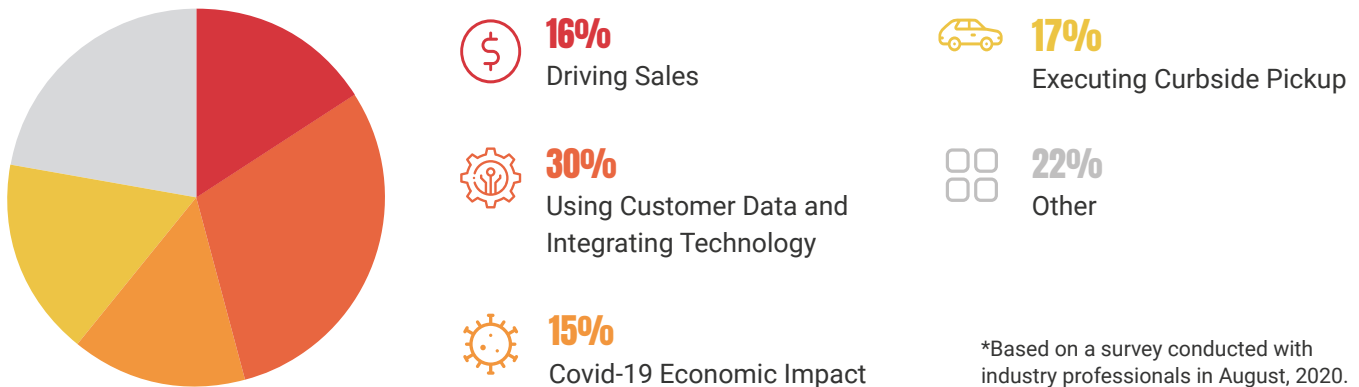 16%
Driving Sales
30%
Using Customer Data and
Integrating Technology
15%
Covid-19 Economic Impact
17%
Executing Curbside Pickup
22%
Other
*Based on a survey conducted with
industry professionals in August, 2020.